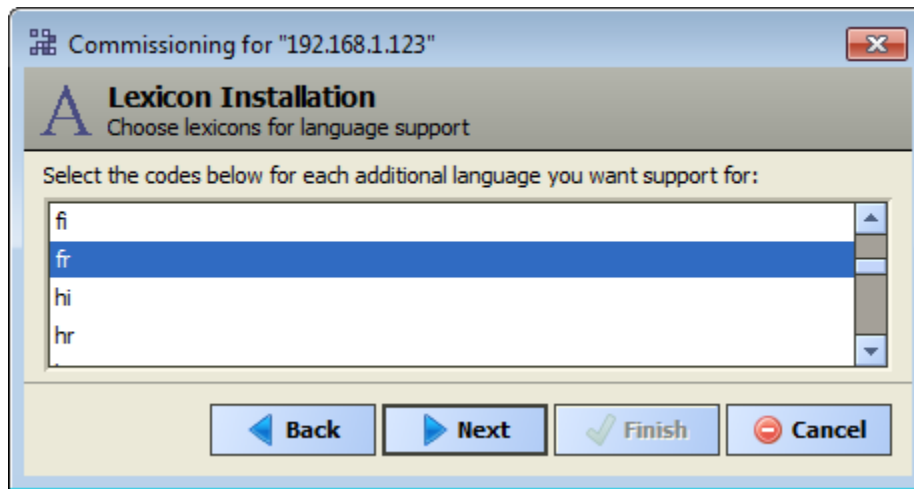 Commissioning for "192.168.1.123"
Lexicon Installation
Choose lexicons for language support
Select the codes below for each additional language you want support for:
fi
fr
hi
hr
Back Next Finish Cancel